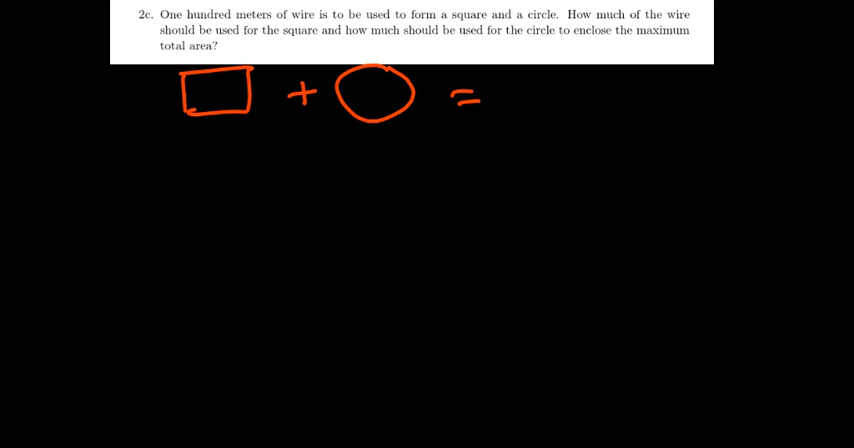 2c. One hundred meters of wire is to be used to form a square and a circle. How much of the wire
should be used for the square and how much should be used for the circle to enclose the maximum
total area?
+ =